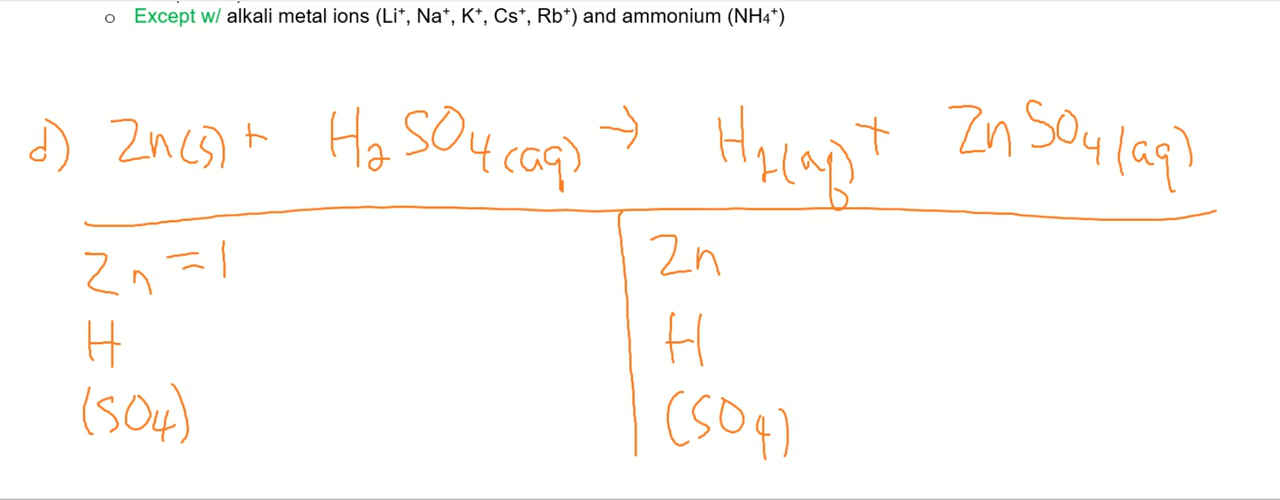 ○ Except w/ alkali metal ions (Li⁺, Na⁺, K⁺, Cs⁺, Rb⁺) and ammonium (NH₄⁺)
d) Zn(s) + H₂SO₄(aq) → H₂(aq) + ZnSO₄(aq)
Zn = 1 Zn
H H
(SO₄) (SO₄)